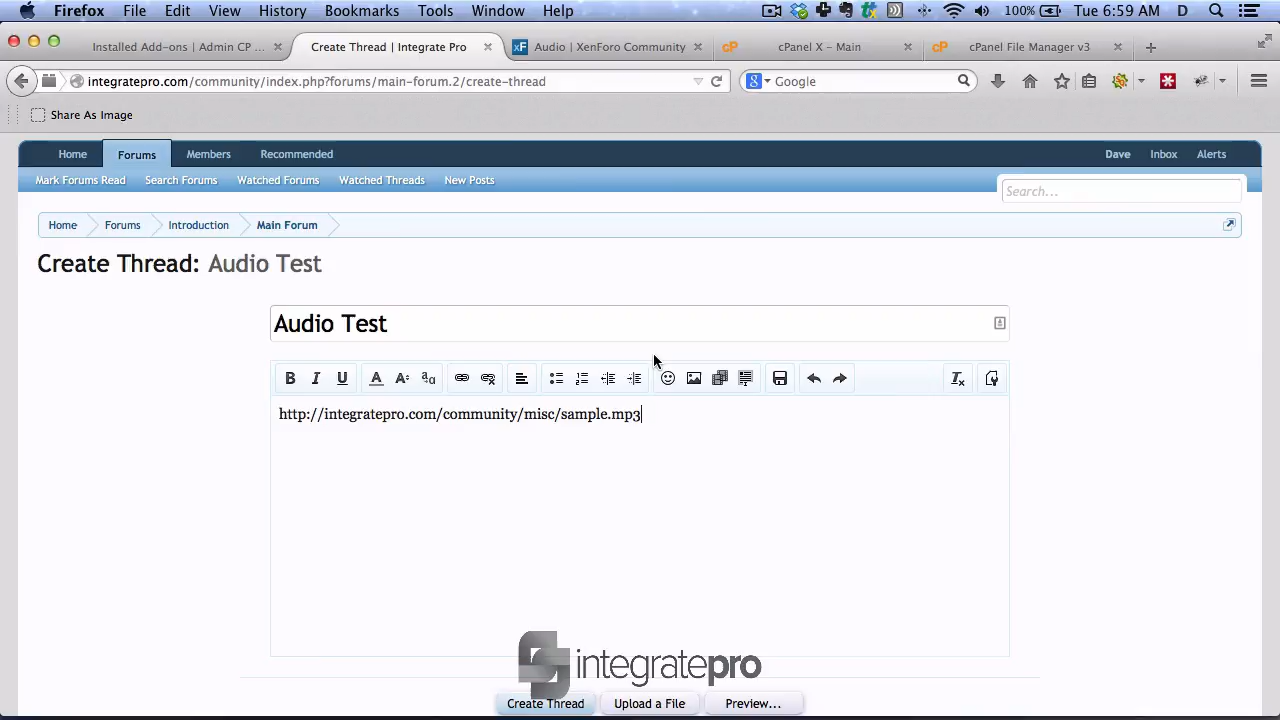 Firefox File Edit View History Bookmarks Tools Window Help 100% Tue 6:59 AM D
Installed Add-ons | Admin CP ... Create Thread | Integrate Pro Audio | XenForo Community cPanel X – Main cPanel File Manager v3
integratepro.com/community/index.php?forums/main-forum.2/create-thread Google
Share As Image
Home Forums Members Recommended Dave Inbox Alerts
Mark Forums Read Search Forums Watched Forums Watched Threads New Posts Search...
Home Forums Introduction Main Forum
Create Thread: Audio Test
Audio Test
http://integratepro.com/community/misc/sample.mp3
integratepro
Create Thread Upload a File Preview...